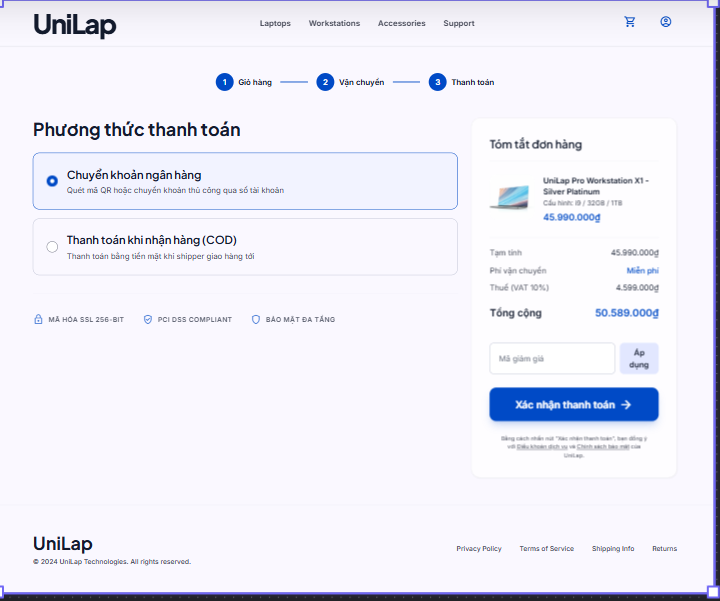 UniLap
Laptops Workstations Accessories Support
1 Giỏ hàng 2 Vận chuyển 3 Thanh toán
Phương thức thanh toán
Chuyển khoản ngân hàng
Quét mã QR hoặc chuyển khoản thủ công qua số tài khoản
Thanh toán khi nhận hàng (COD)
Thanh toán bằng tiền mặt khi shipper giao hàng tới
MÃ HÓA SSL 256-BIT PCI DSS COMPLIANT BẢO MẬT ĐA TẦNG
Tóm tắt đơn hàng
UniLap Pro Workstation X1 -
Silver Platinum
Cấu hình: i9 / 32GB / 1TB
45.990.000₫
Tạm tính 45.990.000₫
Phí vận chuyển Miễn phí
Thuế (VAT 10%) 4.599.000₫
Tổng cộng 50.589.000₫
Mã giảm giá
Áp
dụng
Xác nhận thanh toán →
Bằng cách nhấn nút "Xác nhận thanh toán", bạn đồng ý
với Điều khoản dịch vụ và Chính sách bảo mật của
UniLap.
UniLap
© 2024 UniLap Technologies. All rights reserved.
Privacy Policy Terms of Service Shipping Info Returns